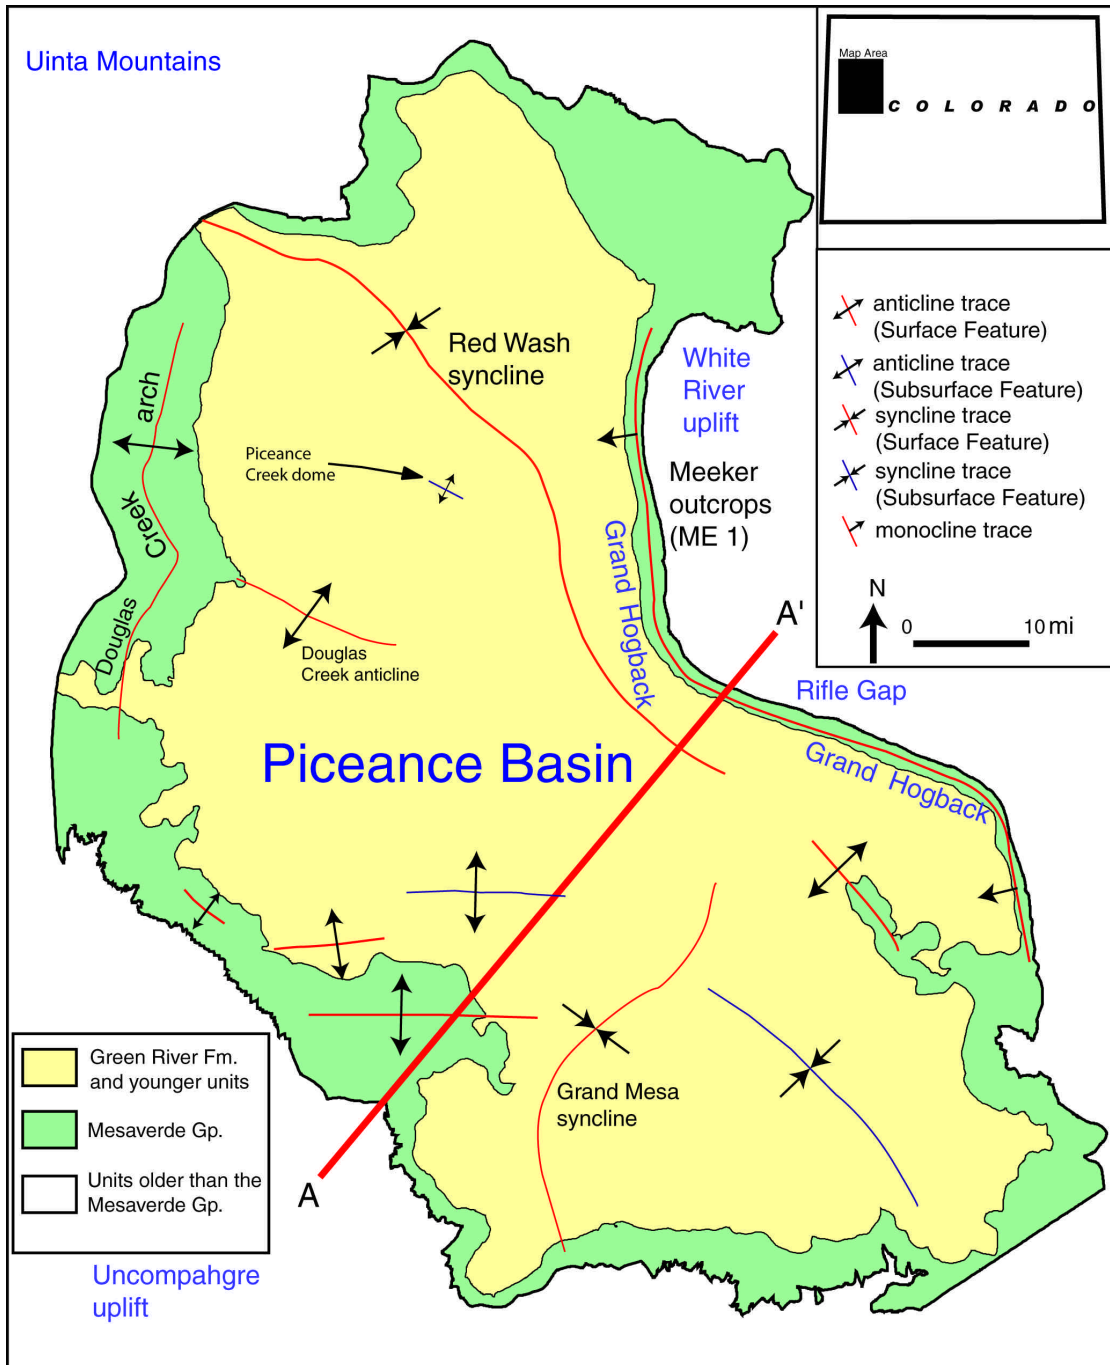 Uinta Mountains
Map Area
COLORADO
anticline trace
(Surface Feature)
anticline trace
(Subsurface Feature)
syncline trace
(Surface Feature)
syncline trace
(Subsurface Feature)
monocline trace
N
0 10 mi
Red Wash
syncline
White
River
uplift
Meeker
outcrops
(ME 1)
Piceance
Creek dome
Douglas Creek arch
Grand Hogback
Douglas
Creek anticline
A'
Rifle Gap
Grand Hogback
Piceance Basin
Grand Mesa
syncline
A
Green River Fm.
and younger units
Mesaverde Gp.
Units older than the
Mesaverde Gp.
Uncompahgre
uplift